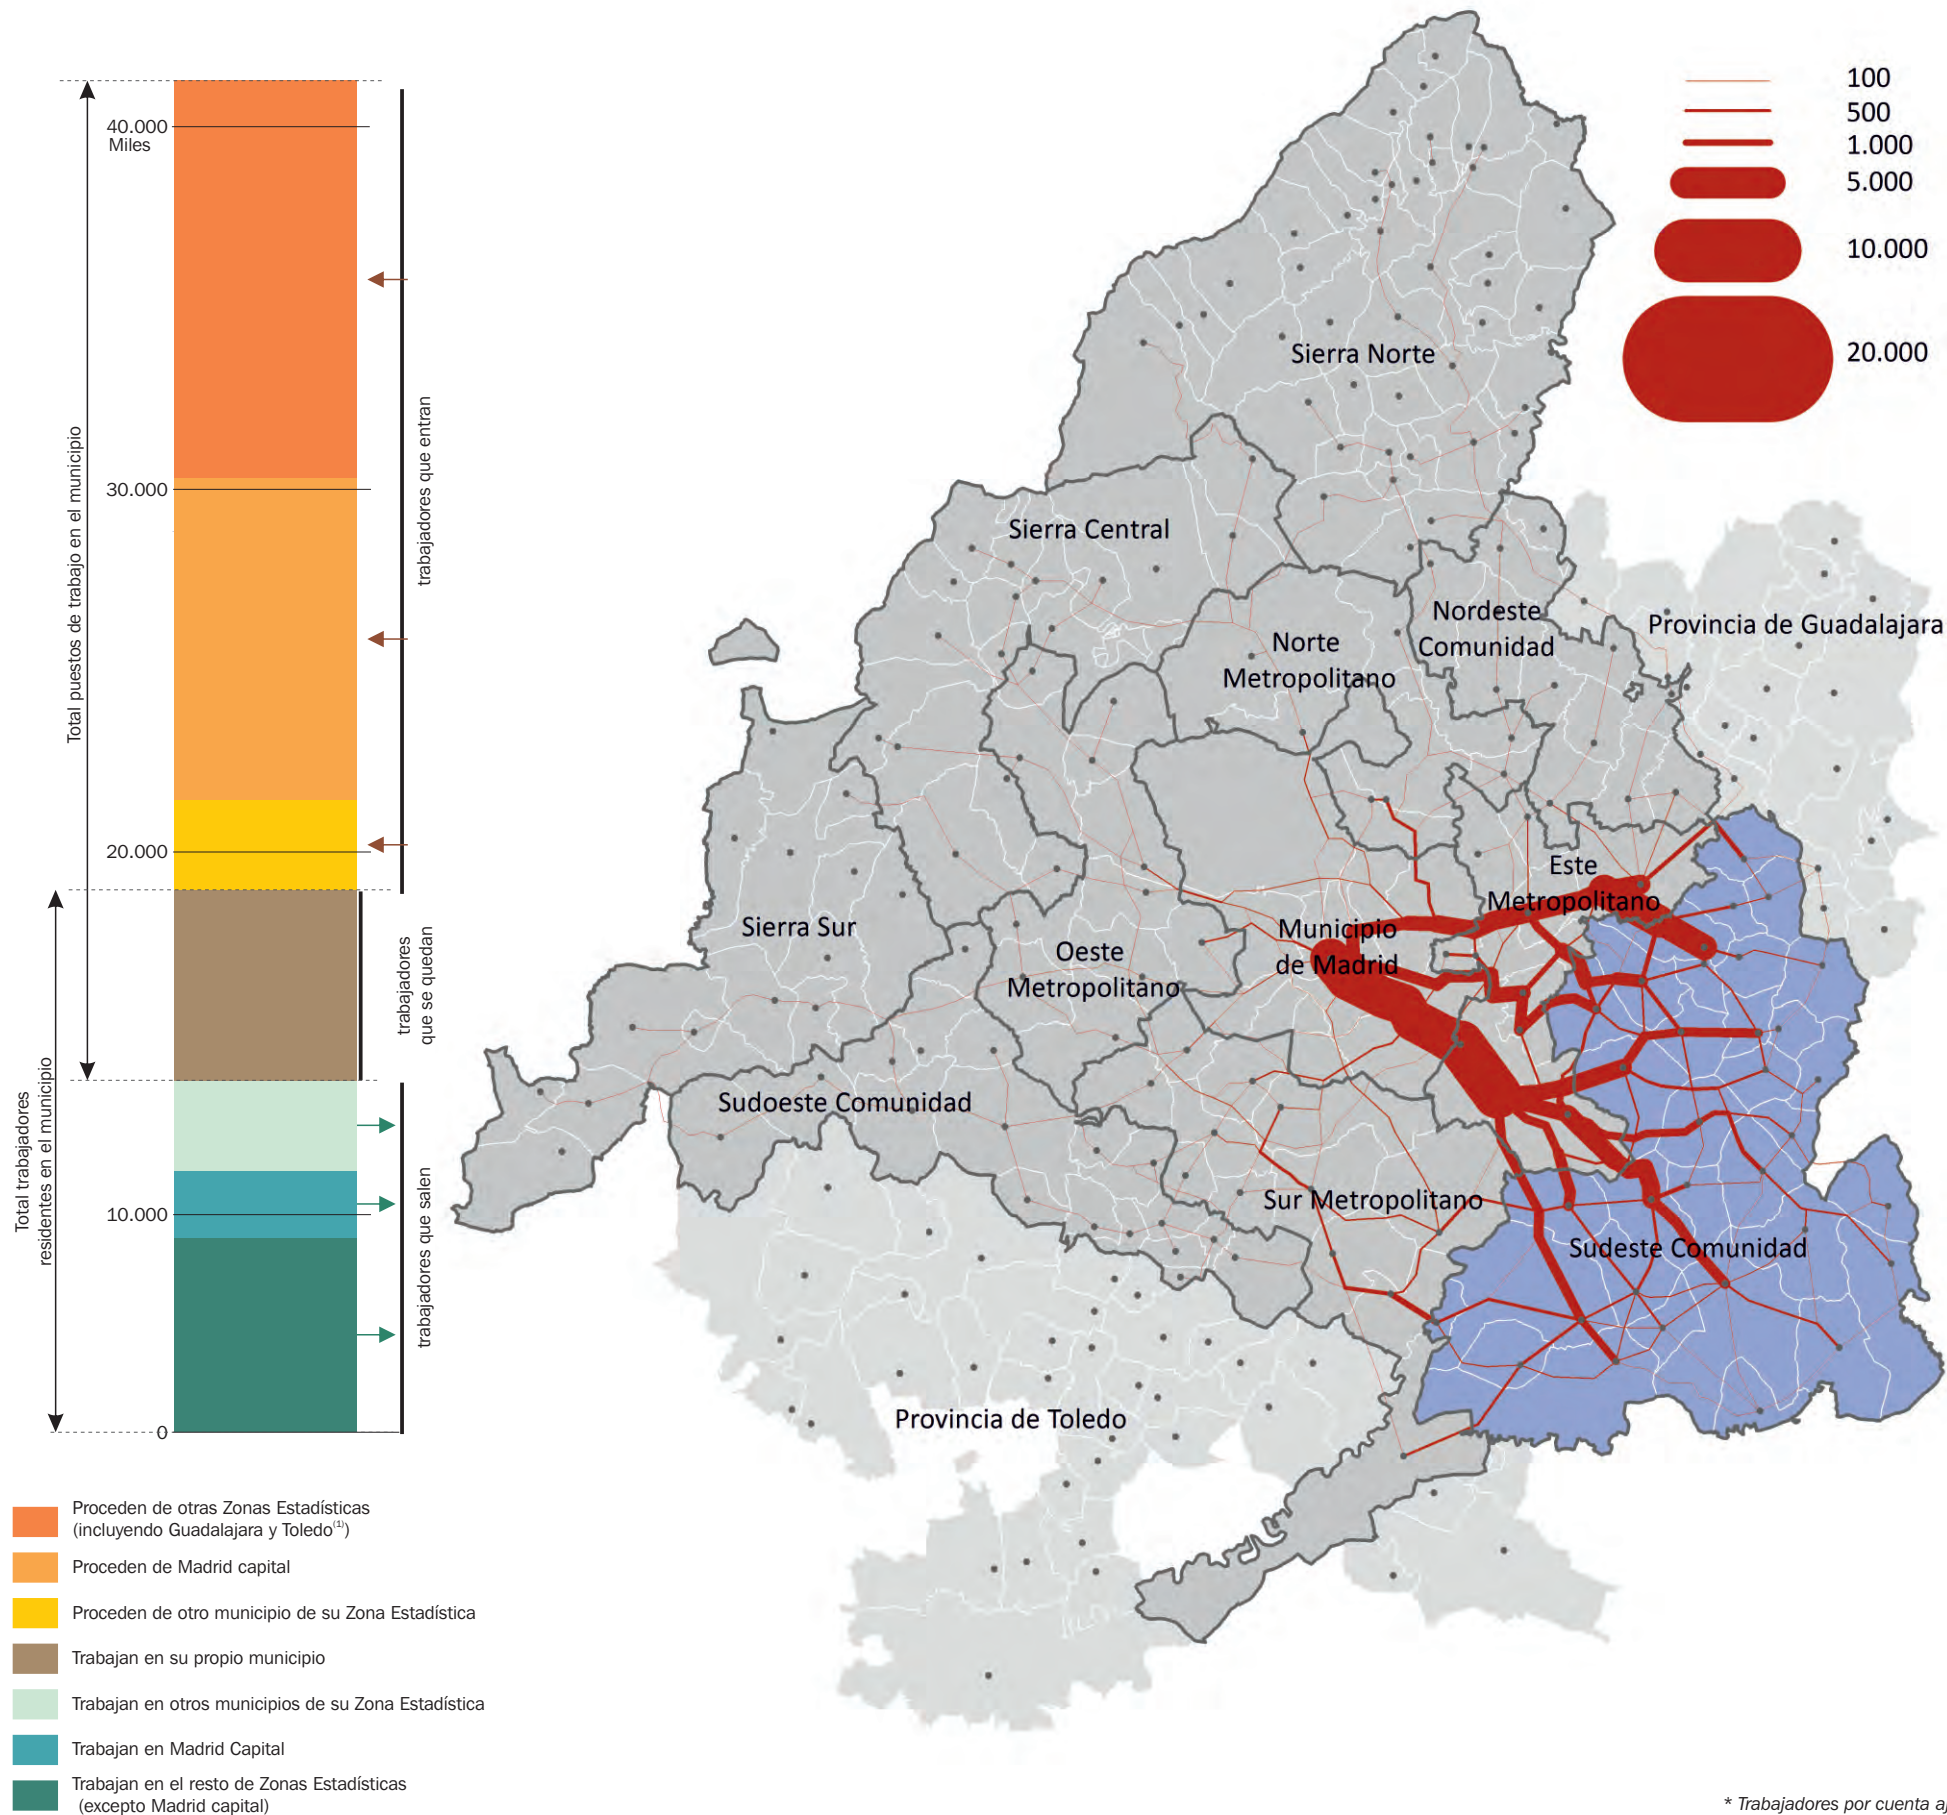 40.000
Miles
30.000
20.000
10.000
0
Total puestos de trabajo en el municipio
Total trabajadores
residentes en el municipio
trabajadores que entran
trabajadores
que se quedan
trabajadores que salen
Proceden de otras Zonas Estadísticas
(incluyendo Guadalajara y Toledo(1))
Proceden de Madrid capital
Proceden de otro municipio de su Zona Estadística
Trabajan en su propio municipio
Trabajan en otros municipios de su Zona Estadística
Trabajan en Madrid Capital
Trabajan en el resto de Zonas Estadísticas
(excepto Madrid capital)
100
500
1.000
5.000
10.000
20.000
Sierra Norte
Sierra Central
Nordeste
Comunidad
Provincia de Guadalajara
Norte
Metropolitano
Este
Metropolitano
Sierra Sur
Municipio
de Madrid
Oeste
Metropolitano
Sudoeste Comunidad
Sur Metropolitano
Sudeste Comunidad
Provincia de Toledo
* Trabajadores por cuenta